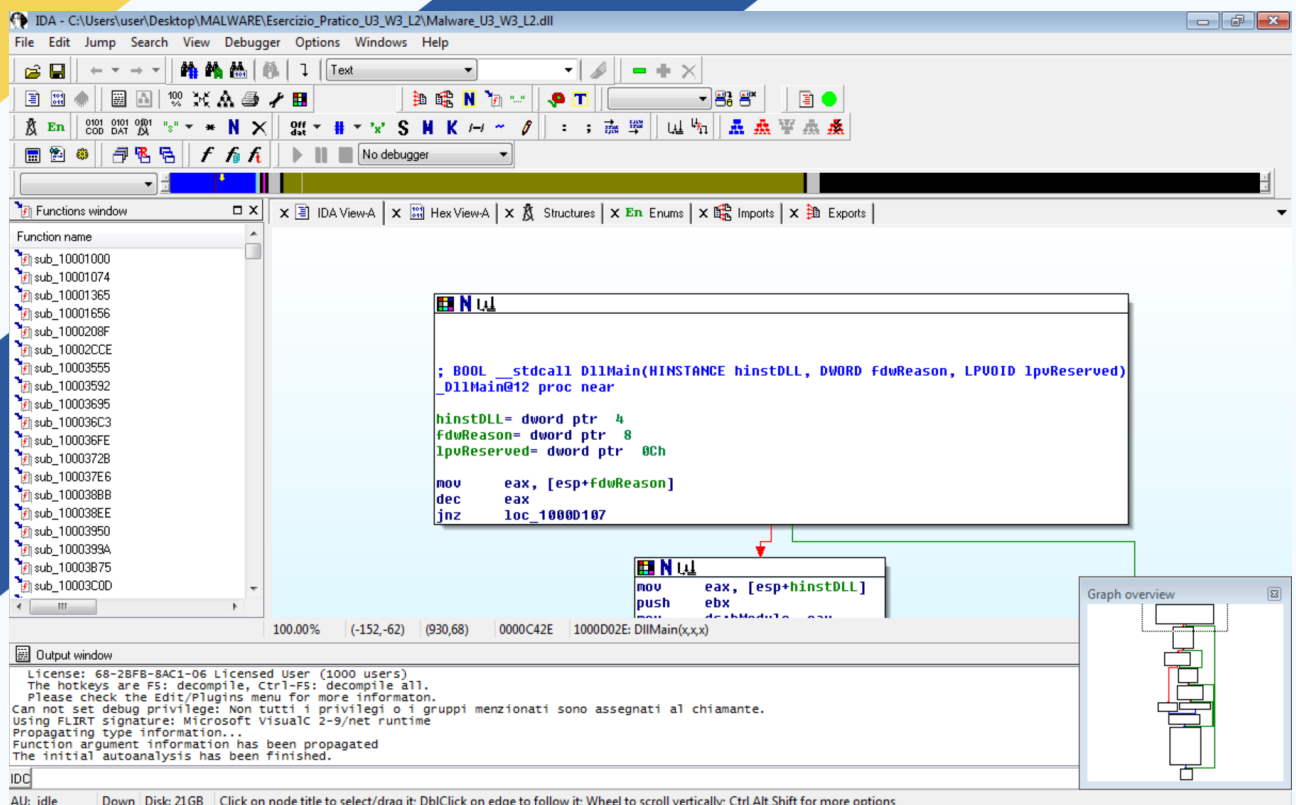 IDA - C:\Users\user\Desktop\MALWARE\Esercizio_Pratico_U3_W3_L2\Malware_U3_W3_L2.dll
File Edit Jump Search View Debugger Options Windows Help
Text
No debugger
Functions window
IDA View-A
Hex View-A
Structures
En Enums
Imports
Exports
Function name
sub_10001000
sub_10001074
sub_10001365
sub_10001656
sub_1000208F
sub_10002CCE
sub_10003555
sub_10003592
sub_10003695
sub_100036C3
sub_100036FE
sub_1000372B
sub_100037E6
sub_100038BB
sub_100038EE
sub_10003950
sub_1000399A
sub_10003B75
sub_10003C0D
; BOOL __stdcall DllMain(HINSTANCE hinstDLL, DWORD fdwReason, LPVOID lpvReserved)
_DllMain@12 proc near
hinstDLL= dword ptr 4
fdwReason= dword ptr 8
lpvReserved= dword ptr 0Ch
mov eax, [esp+fdwReason]
dec eax
jnz loc_1000D107
mov eax, [esp+hinstDLL]
push ebx
Graph overview
100.00% (-152,-62) (930,68) 0000C42E 1000D02E: DllMain(x,x,x)
Output window
License: 68-2BFB-8AC1-06 Licensed User (1000 users)
The hotkeys are F5: decompile, Ctrl-F5: decompile all.
Please check the Edit/Plugins menu for more informaton.
Can not set debug privilege: Non tutti i privilegi o i gruppi menzionati sono assegnati al chiamante.
Using FLIRT signature: Microsoft VisualC 2-9/net runtime
Propagating type information...
Function argument information has been propagated
The initial autoanalysis has been finished.
IDC
AU: idle Down Disk: 21GB Click on node title to select/drag it; DblClick on edge to follow it; Wheel to scroll vertically; Ctrl,Alt,Shift for more options